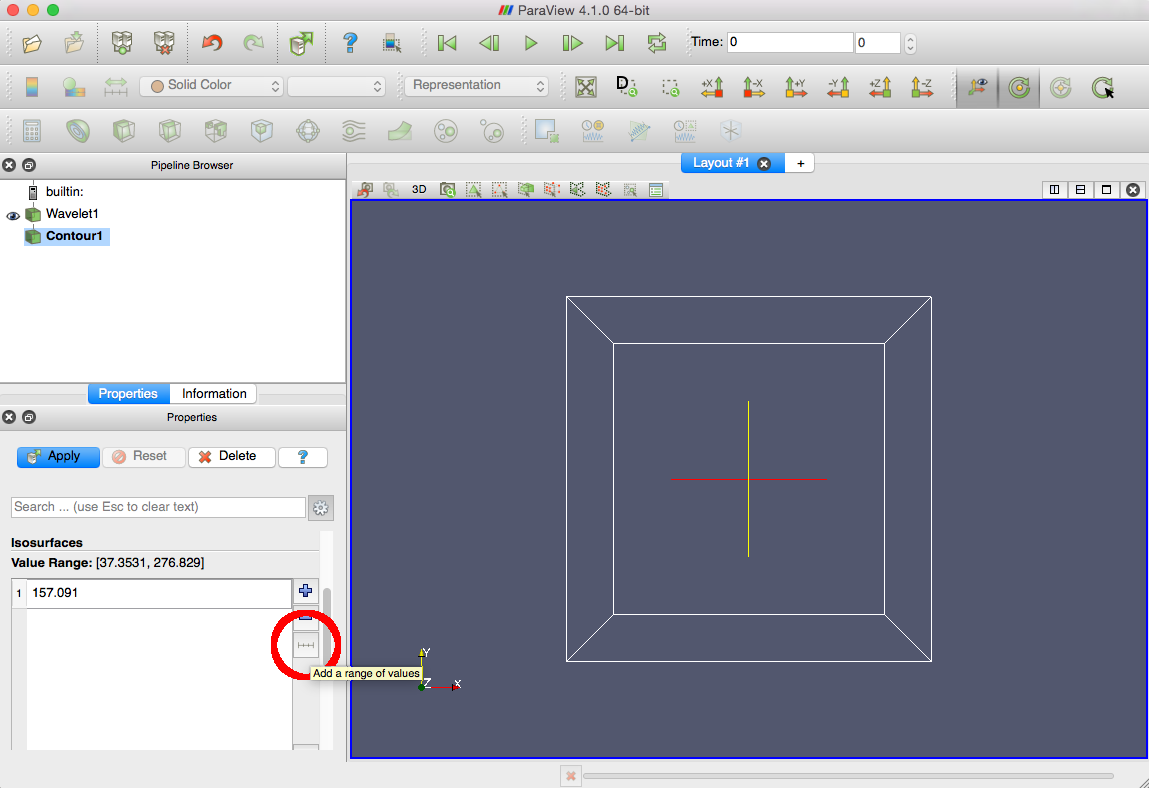 ParaView 4.1.0 64-bit
Time: 0
0
Solid Color
Representation
D
+X
-X
+Y
-Y
+Z
-Z
Pipeline Browser
Layout #1
+
builtin:
Wavelet1
Contour1
3D
Properties
Information
Properties
Apply
Reset
Delete
?
Search ... (use Esc to clear text)
Isosurfaces
Value Range: [37.3531, 276.829]
1 157.091
Add a range of values
Y
Z
X